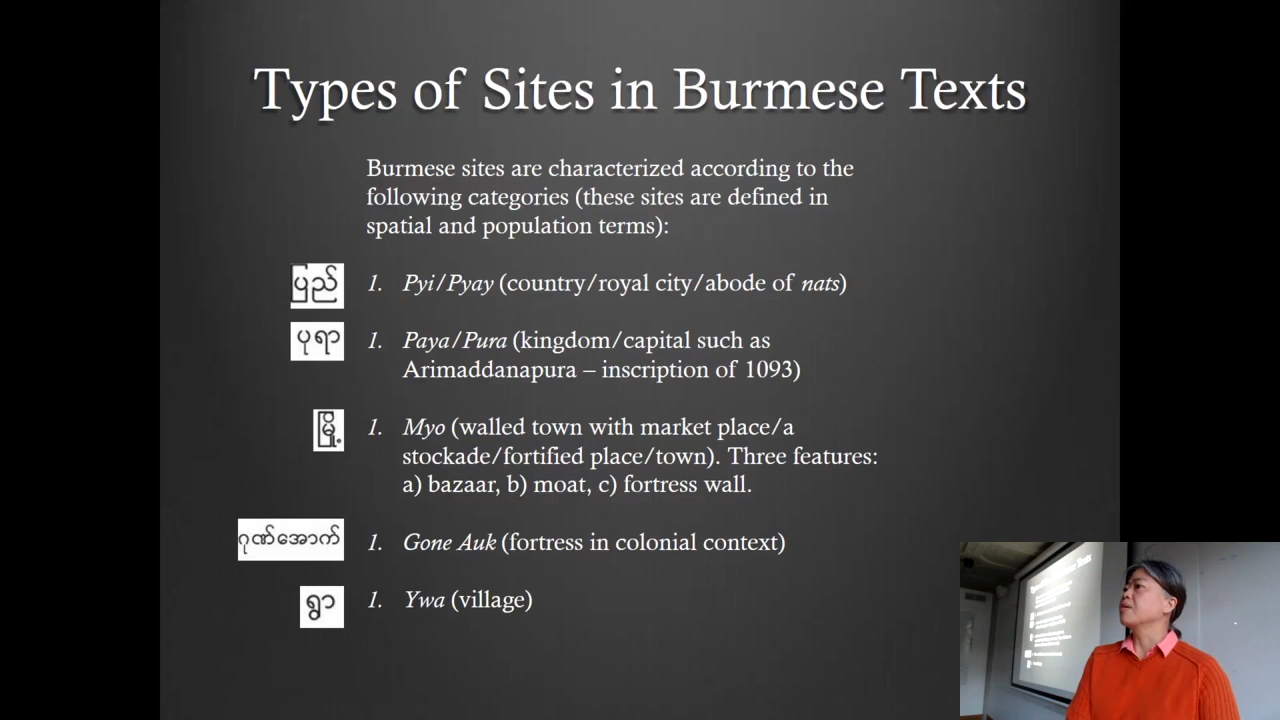 Types of Sites in Burmese Texts
Burmese sites are characterized according to the
following categories (these sites are defined in
spatial and population terms):
ပြည် 1. Pyi/Pyay (country/royal city/abode of nats)
ပုရာ 1. Paya/Pura (kingdom/capital such as
Arimaddanapura – inscription of 1093)
မြို့ 1. Myo (walled town with market place/a
stockade/fortified place/town). Three features:
a) bazaar, b) moat, c) fortress wall.
ဂုဏ်အောက် 1. Gone Auk (fortress in colonial context)
ရွာ 1. Ywa (village)